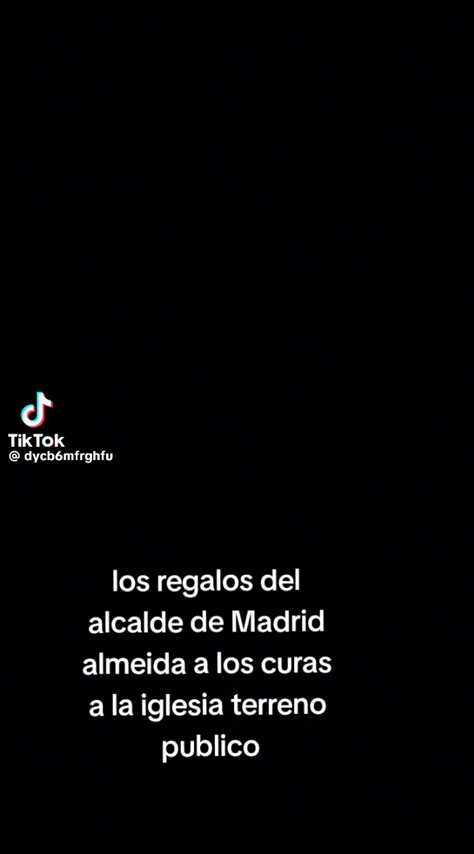 TikTok
@ dycb6mfrghfu
los regalos del
alcalde de Madrid
almeida a los curas
a la iglesia terreno
publico